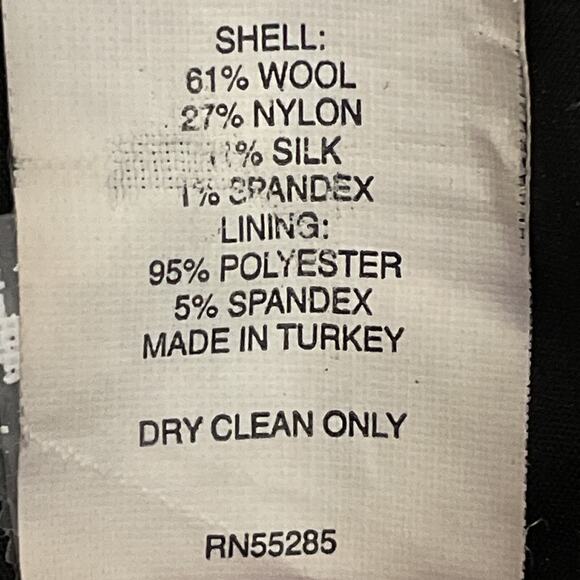 SHELL:
61% WOOL
27% NYLON
11% SILK
1% SPANDEX
LINING:
95% POLYESTER
5% SPANDEX
MADE IN TURKEY
DRY CLEAN ONLY
RN55285